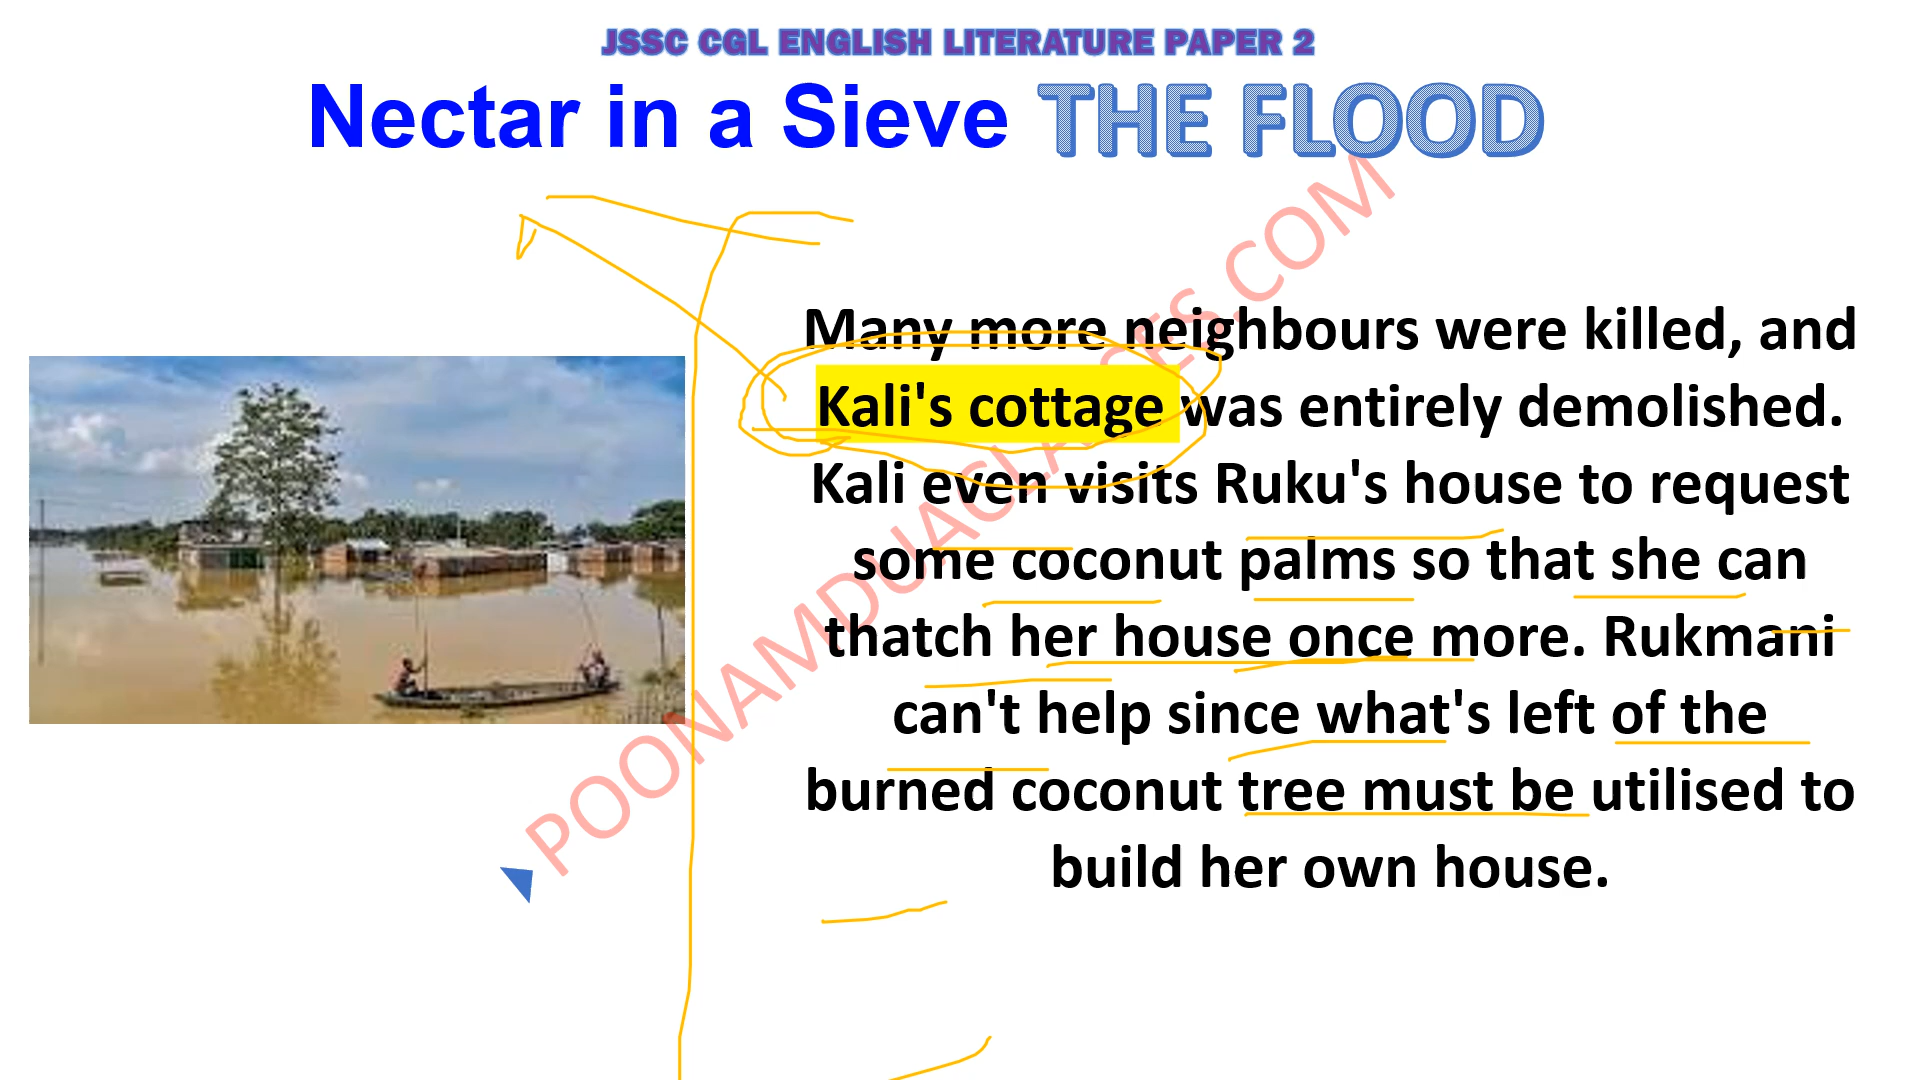 JSSC CGL ENGLISH LITERATURE PAPER 2
Nectar in a Sieve THE FLOOD
Many more neighbours were killed, and
Kali's cottage was entirely demolished.
Kali even visits Ruku's house to request
some coconut palms so that she can
thatch her house once more. Rukmani
can't help since what's left of the
burned coconut tree must be utilised to
build her own house.
POONAMDUACLASSES.COM